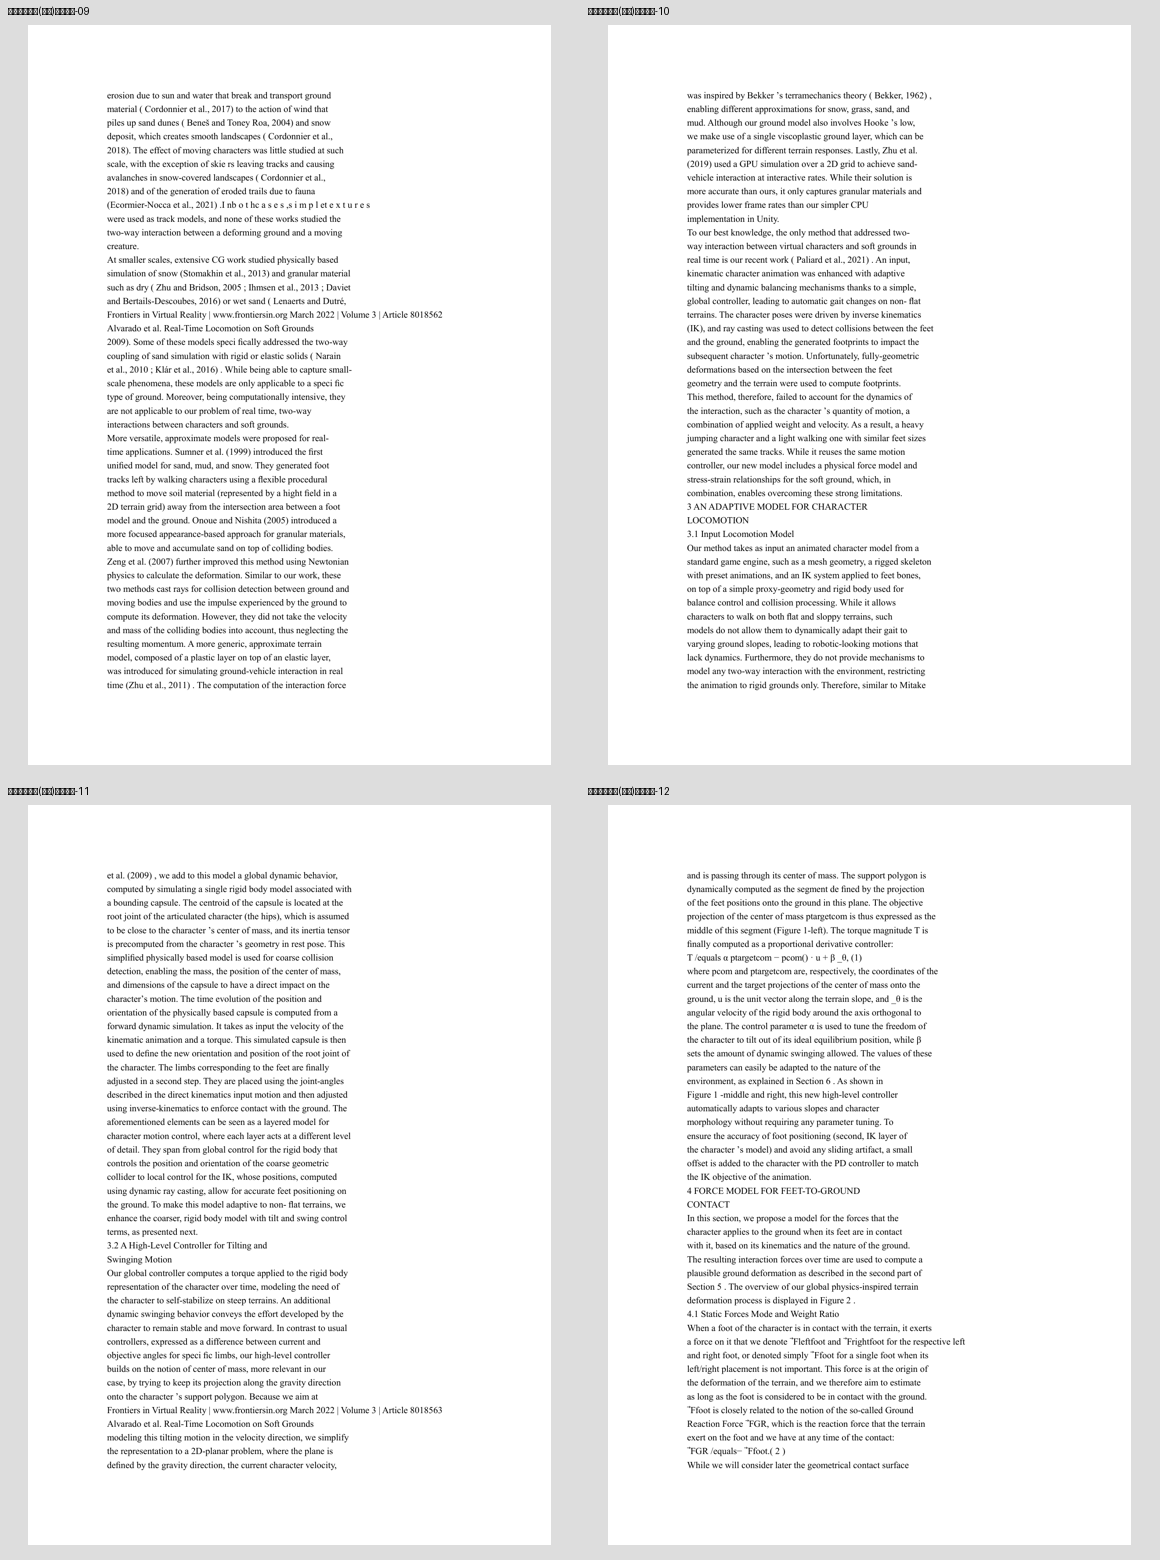 -09
erosion due to sun and water that break and transport ground
material ( Cordonnier et al., 2017) to the action of wind that
piles up sand dunes ( Beneš and Toney Roa, 2004) and snow
deposit, which creates smooth landscapes ( Cordonnier et al.,
2018). The effect of moving characters was little studied at such
scale, with the exception of skie rs leaving tracks and causing
avalanches in snow-covered landscapes ( Cordonnier et al.,
2018) and of the generation of eroded trails due to fauna
(Ecormier-Nocca et al., 2021) .I nb o t hc a s e s ,s i m p l et e x t u r e s
were used as track models, and none of these works studied the
two-way interaction between a deforming ground and a moving
creature.
At smaller scales, extensive CG work studied physically based
simulation of snow (Stomakhin et al., 2013) and granular material
such as dry ( Zhu and Bridson, 2005 ; Ihmsen et al., 2013 ; Daviet
and Bertails-Descoubes, 2016) or wet sand ( Lenaerts and Dutré,
Frontiers in Virtual Reality | www.frontiersin.org March 2022 | Volume 3 | Article 8018562
Alvarado et al. Real-Time Locomotion on Soft Grounds
2009). Some of these models speci fically addressed the two-way
coupling of sand simulation with rigid or elastic solids ( Narain
et al., 2010 ; Klár et al., 2016) . While being able to capture small-
scale phenomena, these models are only applicable to a speci fic
type of ground. Moreover, being computationally intensive, they
are not applicable to our problem of real time, two-way
interactions between characters and soft grounds.
More versatile, approximate models were proposed for real-
time applications. Sumner et al. (1999) introduced the first
unified model for sand, mud, and snow. They generated foot
tracks left by walking characters using a flexible procedural
method to move soil material (represented by a hight field in a
2D terrain grid) away from the intersection area between a foot
model and the ground. Onoue and Nishita (2005) introduced a
more focused appearance-based approach for granular materials,
able to move and accumulate sand on top of colliding bodies.
Zeng et al. (2007) further improved this method using Newtonian
physics to calculate the deformation. Similar to our work, these
two methods cast rays for collision detection between ground and
moving bodies and use the impulse experienced by the ground to
compute its deformation. However, they did not take the velocity
and mass of the colliding bodies into account, thus neglecting the
resulting momentum. A more generic, approximate terrain
model, composed of a plastic layer on top of an elastic layer,
was introduced for simulating ground-vehicle interaction in real
time (Zhu et al., 2011) . The computation of the interaction force
-10
was inspired by Bekker ’s terramechanics theory ( Bekker, 1962) ,
enabling different approximations for snow, grass, sand, and
mud. Although our ground model also involves Hooke ’s low,
we make use of a single viscoplastic ground layer, which can be
parameterized for different terrain responses. Lastly, Zhu et al.
(2019) used a GPU simulation over a 2D grid to achieve sand-
vehicle interaction at interactive rates. While their solution is
more accurate than ours, it only captures granular materials and
provides lower frame rates than our simpler CPU
implementation in Unity.
To our best knowledge, the only method that addressed two-
way interaction between virtual characters and soft grounds in
real time is our recent work ( Paliard et al., 2021) . An input,
kinematic character animation was enhanced with adaptive
tilting and dynamic balancing mechanisms thanks to a simple,
global controller, leading to automatic gait changes on non- flat
terrains. The character poses were driven by inverse kinematics
(IK), and ray casting was used to detect collisions between the feet
and the ground, enabling the generated footprints to impact the
subsequent character ’s motion. Unfortunately, fully-geometric
deformations based on the intersection between the feet
geometry and the terrain were used to compute footprints.
This method, therefore, failed to account for the dynamics of
the interaction, such as the character ’s quantity of motion, a
combination of applied weight and velocity. As a result, a heavy
jumping character and a light walking one with similar feet sizes
generated the same tracks. While it reuses the same motion
controller, our new model includes a physical force model and
stress-strain relationships for the soft ground, which, in
combination, enables overcoming these strong limitations.
3 AN ADAPTIVE MODEL FOR CHARACTER
LOCOMOTION
3.1 Input Locomotion Model
Our method takes as input an animated character model from a
standard game engine, such as a mesh geometry, a rigged skeleton
with preset animations, and an IK system applied to feet bones,
on top of a simple proxy-geometry and rigid body used for
balance control and collision processing. While it allows
characters to walk on both flat and sloppy terrains, such
models do not allow them to dynamically adapt their gait to
varying ground slopes, leading to robotic-looking motions that
lack dynamics. Furthermore, they do not provide mechanisms to
model any two-way interaction with the environment, restricting
the animation to rigid grounds only. Therefore, similar to Mitake
-11
et al. (2009) , we add to this model a global dynamic behavior,
computed by simulating a single rigid body model associated with
a bounding capsule. The centroid of the capsule is located at the
root joint of the articulated character (the hips), which is assumed
to be close to the character ’s center of mass, and its inertia tensor
is precomputed from the character ’s geometry in rest pose. This
simplified physically based model is used for coarse collision
detection, enabling the mass, the position of the center of mass,
and dimensions of the capsule to have a direct impact on the
character’s motion. The time evolution of the position and
orientation of the physically based capsule is computed from a
forward dynamic simulation. It takes as input the velocity of the
kinematic animation and a torque. This simulated capsule is then
used to define the new orientation and position of the root joint of
the character. The limbs corresponding to the feet are finally
adjusted in a second step. They are placed using the joint-angles
described in the direct kinematics input motion and then adjusted
using inverse-kinematics to enforce contact with the ground. The
aforementioned elements can be seen as a layered model for
character motion control, where each layer acts at a different level
of detail. They span from global control for the rigid body that
controls the position and orientation of the coarse geometric
collider to local control for the IK, whose positions, computed
using dynamic ray casting, allow for accurate feet positioning on
the ground. To make this model adaptive to non- flat terrains, we
enhance the coarser, rigid body model with tilt and swing control
terms, as presented next.
3.2 A High-Level Controller for Tilting and
Swinging Motion
Our global controller computes a torque applied to the rigid body
representation of the character over time, modeling the need of
the character to self-stabilize on steep terrains. An additional
dynamic swinging behavior conveys the effort developed by the
character to remain stable and move forward. In contrast to usual
controllers, expressed as a difference between current and
objective angles for speci fic limbs, our high-level controller
builds on the notion of center of mass, more relevant in our
case, by trying to keep its projection along the gravity direction
onto the character ’s support polygon. Because we aim at
Frontiers in Virtual Reality | www.frontiersin.org March 2022 | Volume 3 | Article 8018563
Alvarado et al. Real-Time Locomotion on Soft Grounds
modeling this tilting motion in the velocity direction, we simplify
the representation to a 2D-planar problem, where the plane is
defined by the gravity direction, the current character velocity,
-12
and is passing through its center of mass. The support polygon is
dynamically computed as the segment de fined by the projection
of the feet positions onto the ground in this plane. The objective
projection of the center of mass ptargetcom is thus expressed as the
middle of this segment (Figure 1-left). The torque magnitude T is
finally computed as a proportional derivative controller:
T /equals α ptargetcom − pcom() · u + β _θ, (1)
where pcom and ptargetcom are, respectively, the coordinates of the
current and the target projections of the center of mass onto the
ground, u is the unit vector along the terrain slope, and _θ is the
angular velocity of the rigid body around the axis orthogonal to
the plane. The control parameter α is used to tune the freedom of
the character to tilt out of its ideal equilibrium position, while β
sets the amount of dynamic swinging allowed. The values of these
parameters can easily be adapted to the nature of the
environment, as explained in Section 6 . As shown in
Figure 1 -middle and right, this new high-level controller
automatically adapts to various slopes and character
morphology without requiring any parameter tuning. To
ensure the accuracy of foot positioning (second, IK layer of
the character ’s model) and avoid any sliding artifact, a small
offset is added to the character with the PD controller to match
the IK objective of the animation.
4 FORCE MODEL FOR FEET-TO-GROUND
CONTACT
In this section, we propose a model for the forces that the
character applies to the ground when its feet are in contact
with it, based on its kinematics and the nature of the ground.
The resulting interaction forces over time are used to compute a
plausible ground deformation as described in the second part of
Section 5 . The overview of our global physics-inspired terrain
deformation process is displayed in Figure 2 .
4.1 Static Forces Mode and Weight Ratio
When a foot of the character is in contact with the terrain, it exerts
a force on it that we denote ˜Fleftfoot and ˜Frightfoot for the respective left
and right foot, or denoted simply ˜Ffoot for a single foot when its
left/right placement is not important. This force is at the origin of
the deformation of the terrain, and we therefore aim to estimate
as long as the foot is considered to be in contact with the ground.
˜Ffoot is closely related to the notion of the so-called Ground
Reaction Force ˜FGR, which is the reaction force that the terrain
exert on the foot and we have at any time of the contact:
˜FGR /equals− ˜Ffoot.( 2 )
While we will consider later the geometrical contact surface